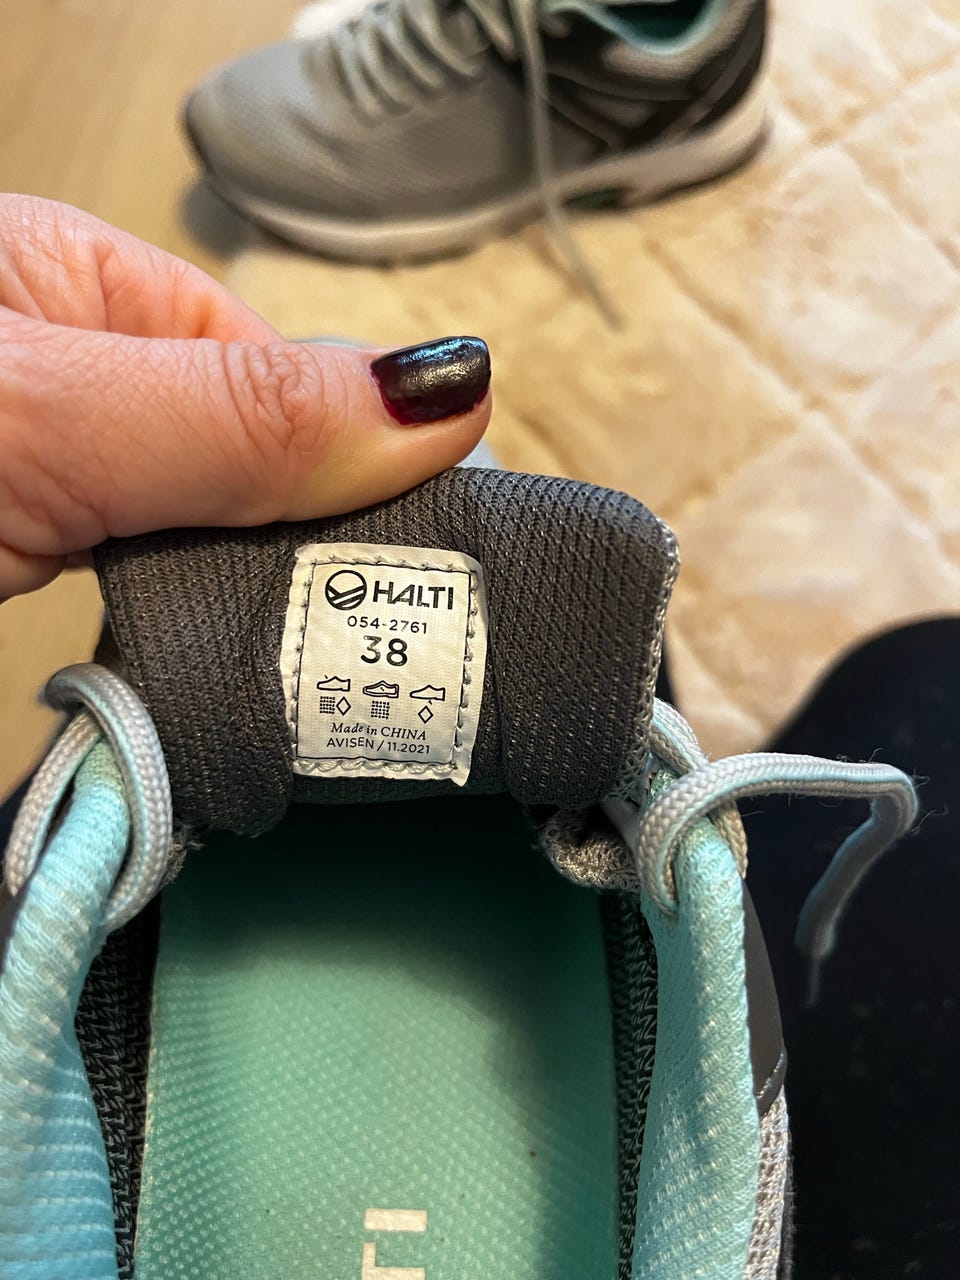 HALTI
054-2761
38
Made in CHINA
AVISEN / 11.2021